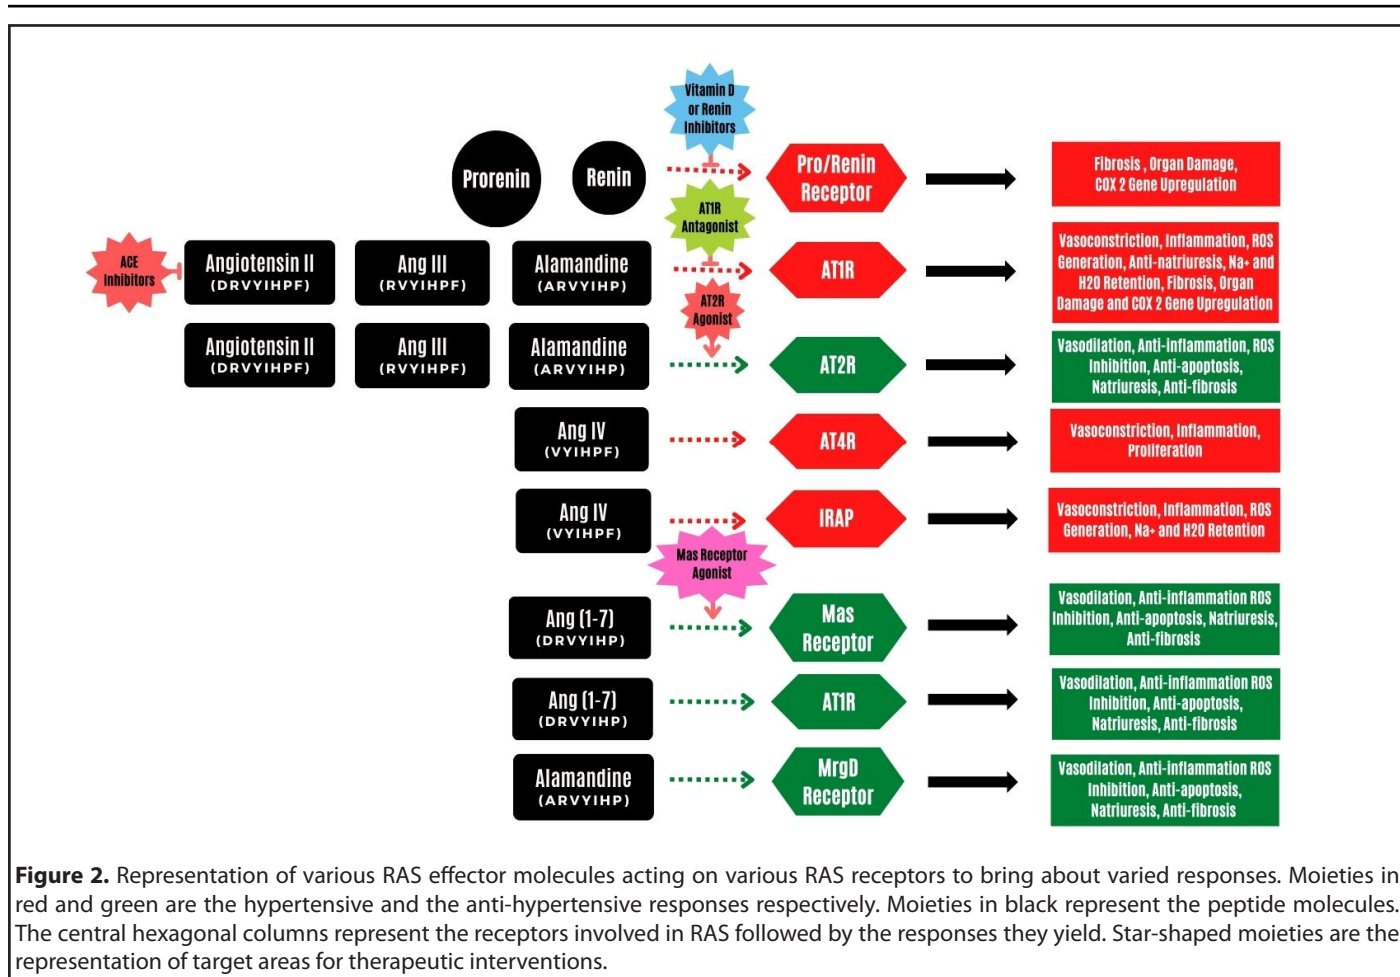 Vitamin D
or Renin
Inhibitors
Prorenin
Renin
Pro/Renin
Receptor
Fibrosis , Organ Damage,
COX 2 Gene Upregulation
AT1R
Antagonist
ACE
Inhibitors
Angiotensin II
(DRVYIHPF)
Ang III
(RVYIHPF)
Alamandine
(ARVYIHP)
AT1R
Vasoconstriction, Inflammation, ROS
Generation, Anti-natriuresis, Na+ and
H2O Retention, Fibrosis, Organ
Damage and COX 2 Gene Upregulation
AT2R
Agonist
Angiotensin II
(DRVYIHPF)
Ang III
(RVYIHPF)
Alamandine
(ARVYIHP)
AT2R
Vasodilation, Anti-inflammation, ROS
Inhibition, Anti-apoptosis,
Natriuresis, Anti-fibrosis
Ang IV
(VYIHPF)
AT4R
Vasoconstriction, Inflammation,
Proliferation
Ang IV
(VYIHPF)
IRAP
Vasoconstriction, Inflammation, ROS
Generation, Na+ and H2O Retention
Mas Receptor
Agonist
Ang (1-7)
(DRVYIHP)
Mas
Receptor
Vasodilation, Anti-inflammation ROS
Inhibition, Anti-apoptosis, Natriuresis,
Anti-fibrosis
Ang (1-7)
(DRVYIHP)
AT1R
Vasodilation, Anti-inflammation ROS
Inhibition, Anti-apoptosis,
Natriuresis, Anti-fibrosis
Alamandine
(ARVYIHP)
MrgD
Receptor
Vasodilation, Anti-inflammation ROS
Inhibition, Anti-apoptosis,
Natriuresis, Anti-fibrosis
Figure 2. Representation of various RAS effector molecules acting on various RAS receptors to bring about varied responses. Moieties in
red and green are the hypertensive and the anti-hypertensive responses respectively. Moieties in black represent the peptide molecules.
The central hexagonal columns represent the receptors involved in RAS followed by the responses they yield. Star-shaped moieties are the
representation of target areas for therapeutic interventions.